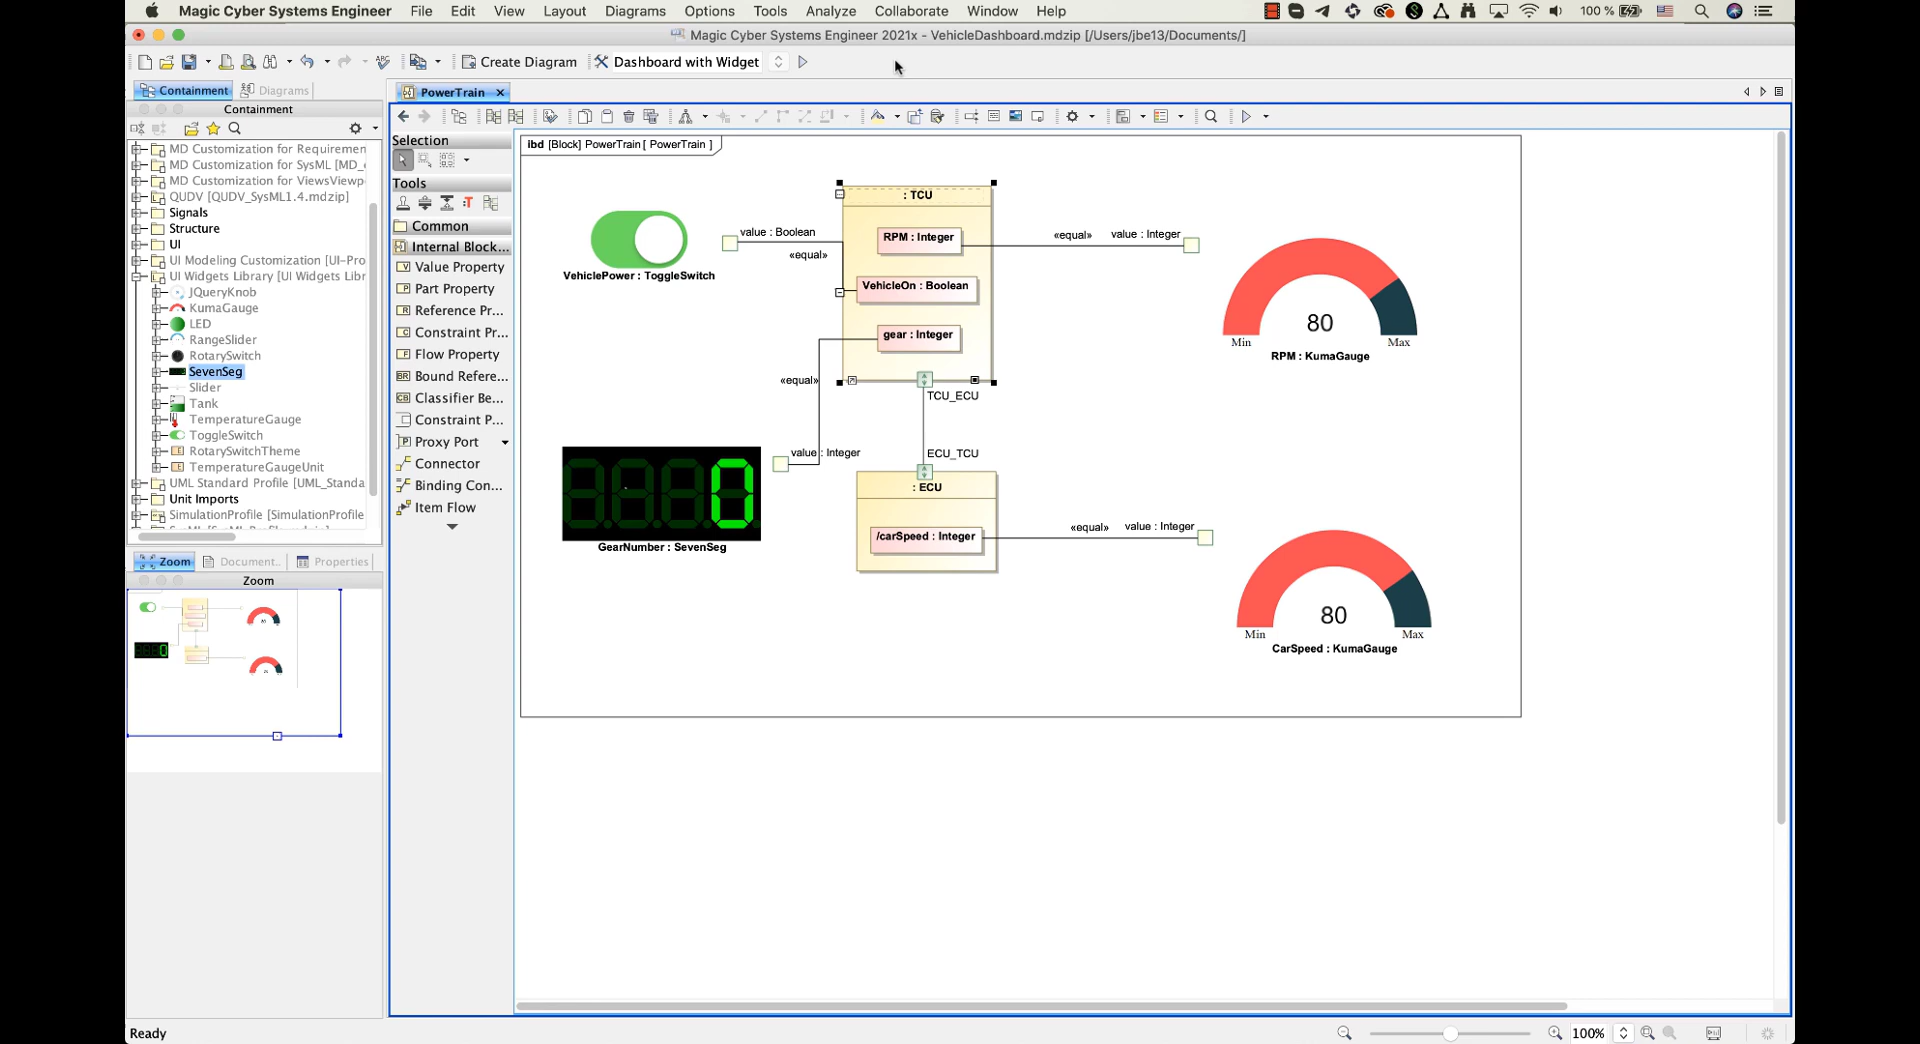 Magic Cyber Systems Engineer File Edit View Layout Diagrams Options Tools Analyze Collaborate Window Help 100 %
Magic Cyber Systems Engineer 2021x - VehicleDashboard.mdzip [/Users/jbe13/Documents/]
Create Diagram Dashboard with Widget
Containment Diagrams
PowerTrain
Containment
MD Customization for Requiremen
MD Customization for SysML [MD_
MD Customization for ViewsViewp
QUDV [QUDV_SysML1.4.mdzip]
Signals
Structure
UI
UI Modeling Customization [UI-Pro
UI Widgets Library [UI Widgets Libr
JQueryKnob
KumaGauge
LED
RangeSlider
RotarySwitch
SevenSeg
Slider
Tank
TemperatureGauge
ToggleSwitch
RotarySwitchTheme
TemperatureGaugeUnit
UML Standard Profile [UML_Standa
Unit Imports
SimulationProfile [SimulationProfile
Zoom Document.. Properties
Zoom
Selection
Tools
Common
Internal Block...
Value Property
Part Property
Reference Pr...
Constraint Pr...
Flow Property
Bound Refere...
Classifier Be...
Constraint P...
Proxy Port
Connector
Binding Con...
Item Flow
ibd [Block] PowerTrain [ PowerTrain ]
: TCU
RPM : Integer
VehicleOn : Boolean
gear : Integer
value : Boolean
«equal»
VehiclePower : ToggleSwitch
«equal» value : Integer
80
Min Max
RPM : KumaGauge
«equal»
TCU_ECU
value : Integer
ECU_TCU
0
GearNumber : SevenSeg
: ECU
/carSpeed : Integer
«equal» value : Integer
80
Min Max
CarSpeed : KumaGauge
Ready
100%